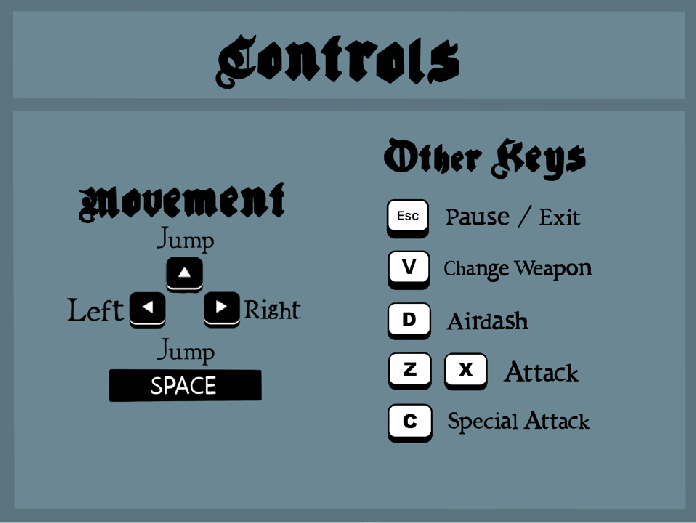 Controls
Movement
Jump
Left
Right
Jump
SPACE
Other Keys
Esc Pause / Exit
V Change Weapon
D Airdash
Z X Attack
C Special Attack